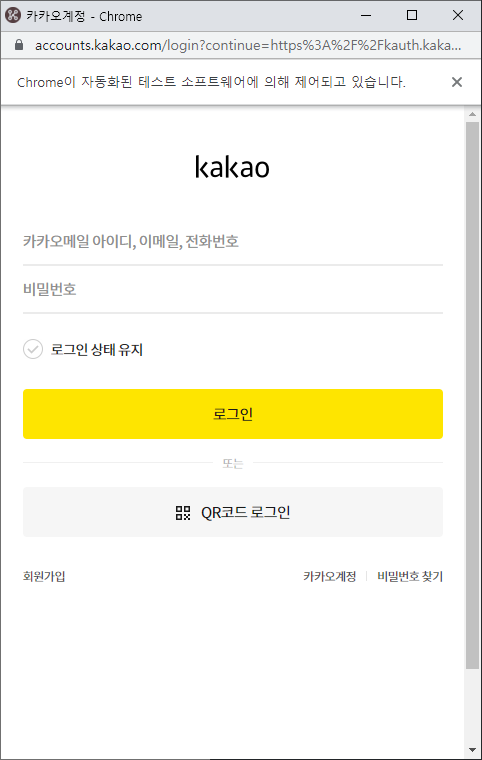 카카오계정 - Chrome
accounts.kakao.com/login?continue=https%3A%2F%2Fkauth.kaka...
Chrome이 자동화된 테스트 소프트웨어에 의해 제어되고 있습니다.
kakao
카카오메일 아이디, 이메일, 전화번호
비밀번호
로그인 상태 유지
로그인
또는
QR코드 로그인
회원가입 카카오계정 비밀번호 찾기